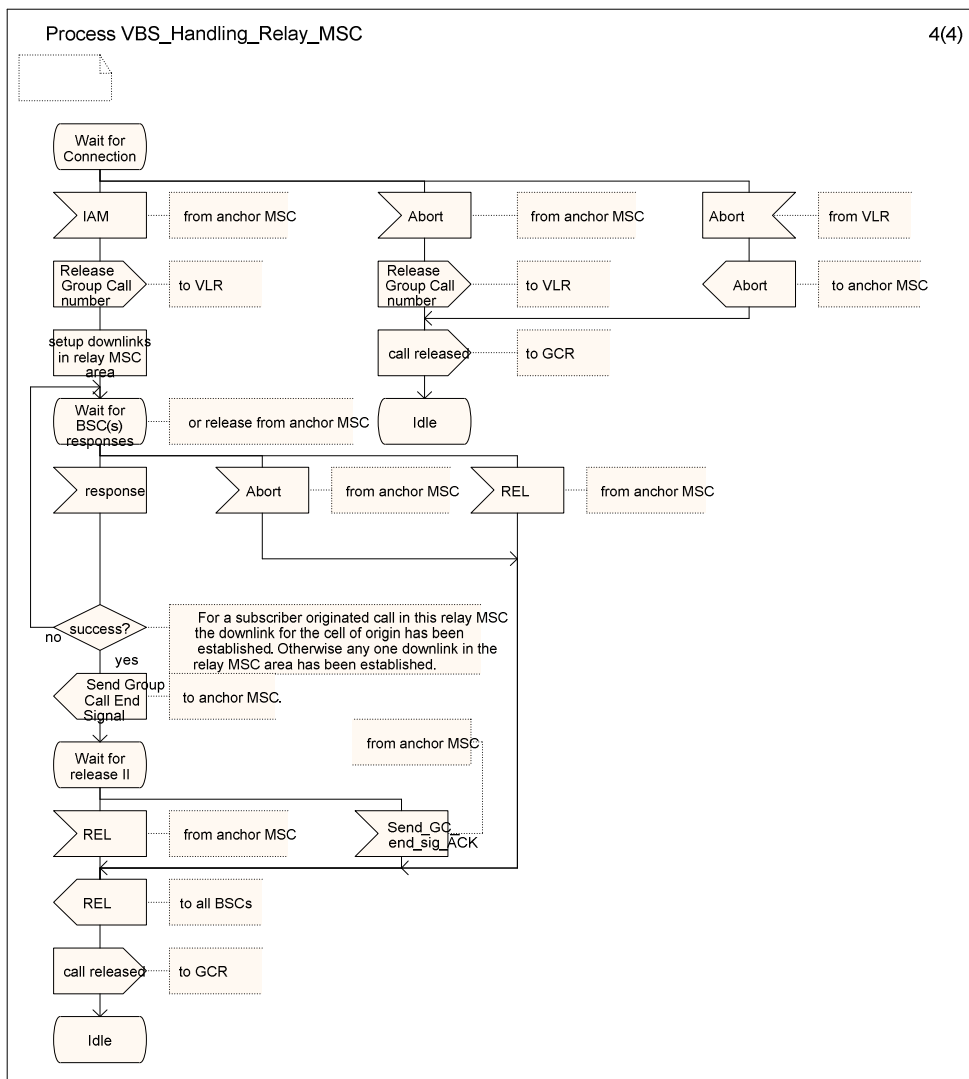 Process VBS_Handling_Relay_MSC
4(4)
Wait for
Connection
IAM
from anchor MSC
Abort
from anchor MSC
Abort
from VLR
Release
Group Call
number
to VLR
Release
Group Call
number
to VLR
Abort
to anchor MSC
setup downlinks
in relay MSC
area
call released
to GCR
Wait for
BSC(s)
responses
or release from anchor MSC
Idle
response
Abort
from anchor MSC
REL
from anchor MSC
success?
no
yes
For a subscriber originated call in this relay MSC
the downlink for the cell of origin has been
established. Otherwise any one downlink in the
relay MSC area has been established.
Send Group
Call End
Signal
to anchor MSC.
from anchor MSC
Wait for
release II
REL
from anchor MSC
Send_GC_
end_sig_ACK
REL
to all BSCs
call released
to GCR
Idle